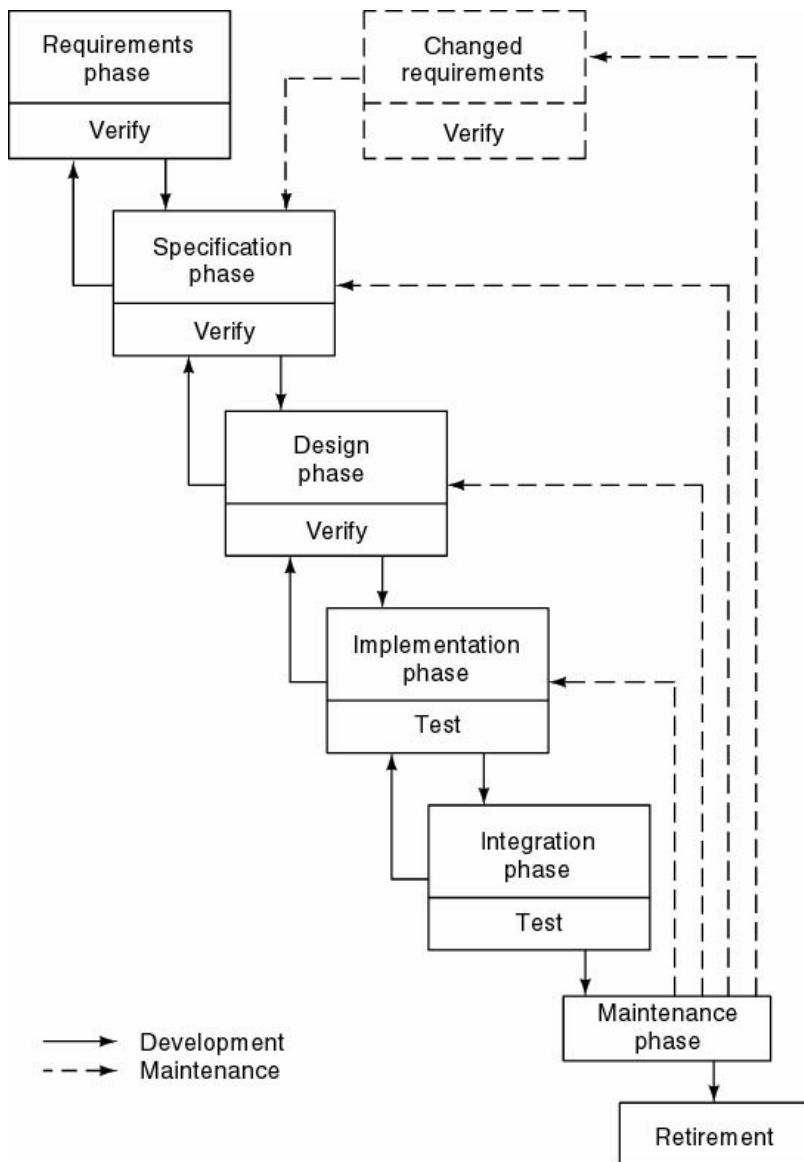 Requirements
phase
Verify
Changed
requirements
Verify
Specification
phase
Verify
Design
phase
Verify
Implementation
phase
Test
Integration
phase
Test
Maintenance
phase
Development
Maintenance
Retirement